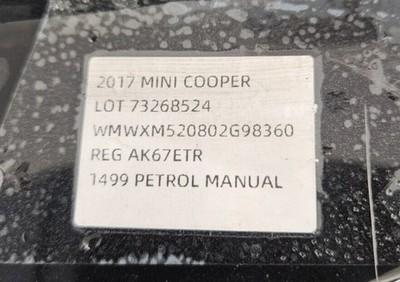 2017 MINI COOPER
LOT 73268524
WMWXM520802G98360
REG AK67ETR
1499 PETROL MANUAL